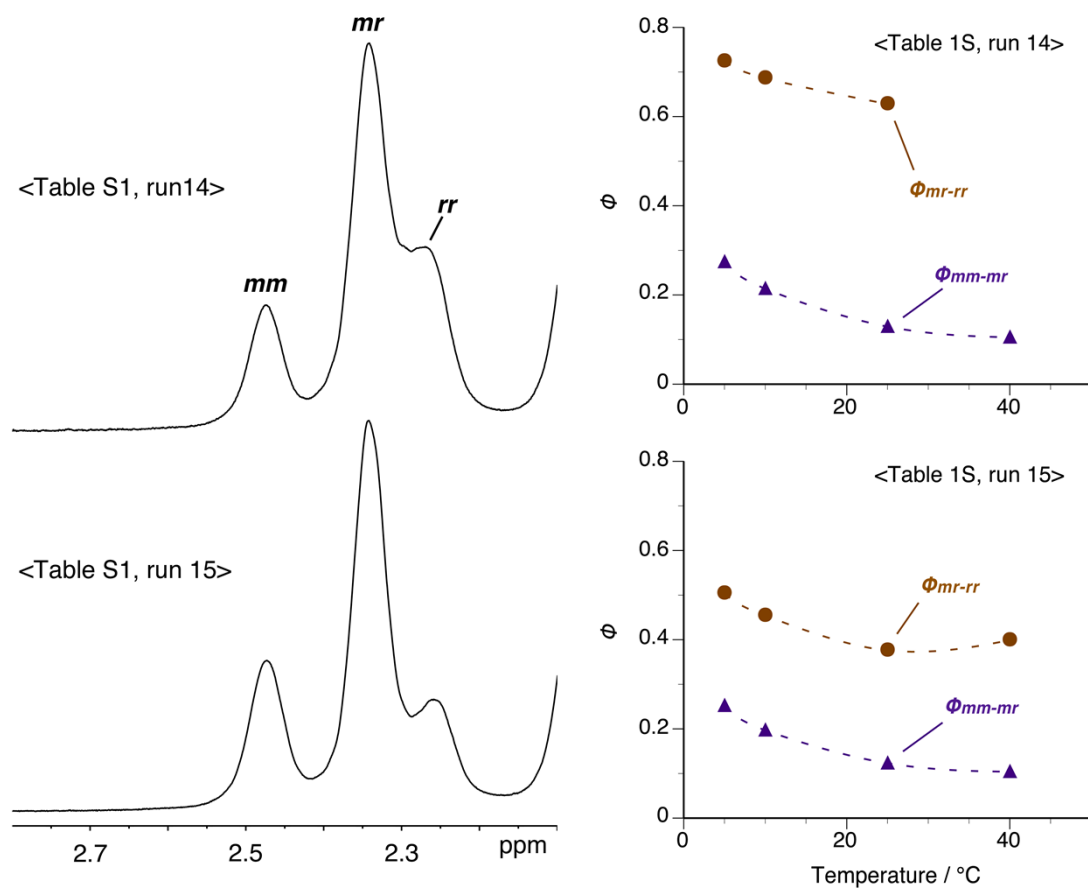 mr
<Table S1, run14>
rr
mm
<Table S1, run 15>
2.7
2.5
2.3
ppm
0.8
<Table 1S, run 14>
0.6
Φmr-rr
Φ
0.4
Φmm-mr
0.2
0
0
20
40
0.8
<Table 1S, run 15>
0.6
Φmr-rr
Φ
0.4
Φmm-mr
0.2
0
0
20
40
Temperature / °C